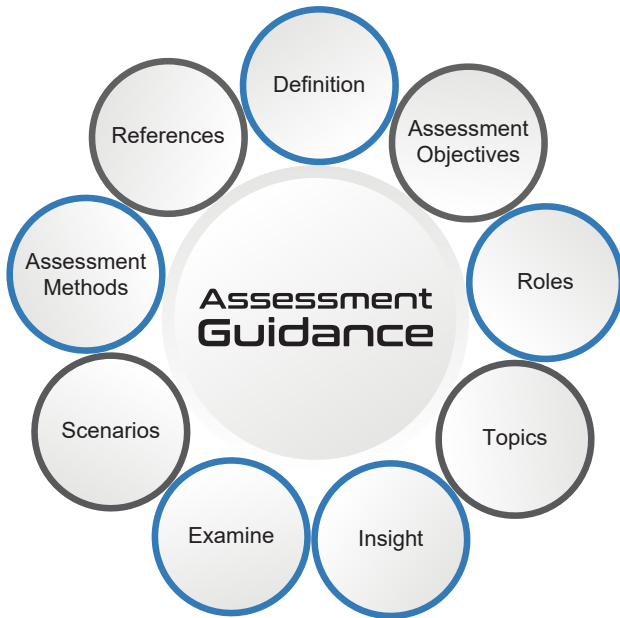 Definition
Assessment
Objectives
Roles
Topics
Insight
Examine
Scenarios
Assessment
Methods
References
Assessment
Guidance